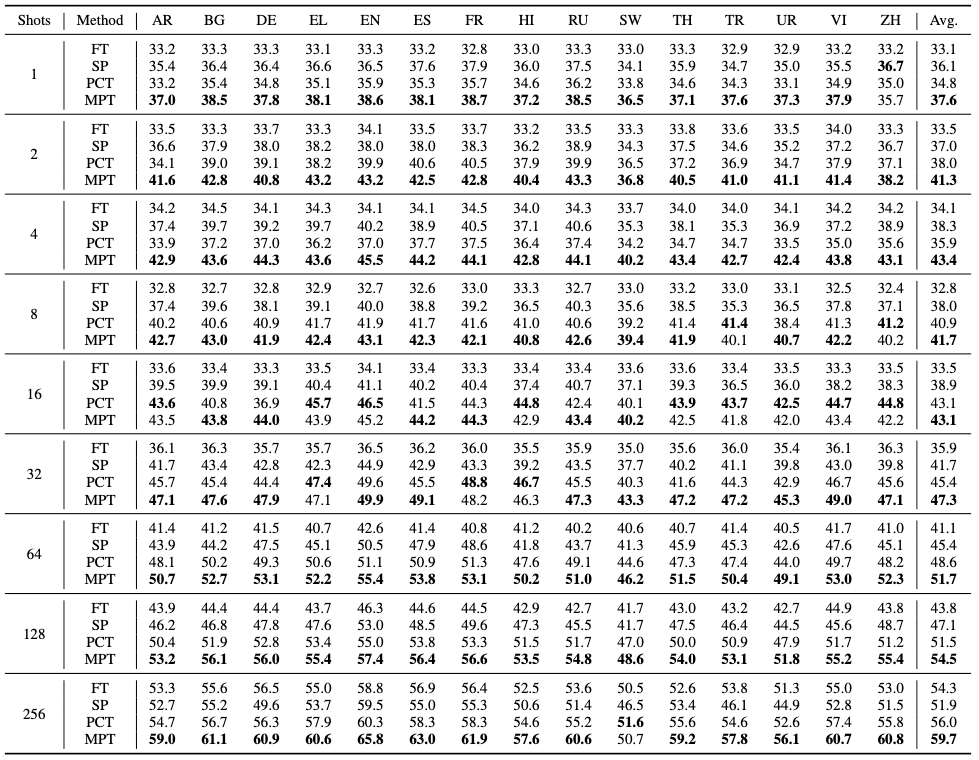 Shots Method AR BG DE EL EN ES FR HI RU SW TH TR UR VI ZH Avg.
1
FT 33.2 33.3 33.3 33.1 33.3 33.2 32.8 33.0 33.3 33.0 33.3 32.9 32.9 33.2 33.2 33.1
SP 35.4 36.4 36.4 36.6 36.5 37.6 37.9 36.0 37.5 34.1 35.9 34.7 35.0 35.5 36.7 36.1
PCT 33.2 35.4 34.8 35.1 35.9 35.3 35.7 34.6 36.2 33.8 34.6 34.3 33.1 34.9 35.0 34.8
MPT 37.0 38.5 37.8 38.1 38.6 38.1 38.7 37.2 38.5 36.5 37.1 37.6 37.3 37.9 35.7 37.6
2
FT 33.5 33.3 33.7 33.3 34.1 33.5 33.7 33.2 33.5 33.3 33.8 33.6 33.5 34.0 33.3 33.5
SP 36.6 37.9 38.0 38.2 38.0 38.0 38.3 36.2 38.9 34.3 37.5 34.6 35.2 37.2 36.7 37.0
PCT 34.1 39.0 39.1 38.2 39.9 40.6 40.5 37.9 39.9 36.5 37.2 36.9 34.7 37.9 37.1 38.0
MPT 41.6 42.8 40.8 43.2 43.2 42.5 42.8 40.4 43.3 36.8 40.5 41.0 41.1 41.4 38.2 41.3
4
FT 34.2 34.5 34.1 34.3 34.1 34.1 34.5 34.0 34.3 33.7 34.0 34.0 34.1 34.2 34.2 34.1
SP 37.4 39.7 39.2 39.7 40.2 38.9 40.5 37.1 40.6 35.3 38.1 35.3 36.9 37.2 38.9 38.3
PCT 33.9 37.2 37.0 36.2 37.0 37.7 37.5 36.4 37.4 34.2 34.7 34.7 33.5 35.0 35.6 35.9
MPT 42.9 43.6 44.3 43.6 45.5 44.2 44.1 42.8 44.1 40.2 43.4 42.7 42.4 43.8 43.1 43.4
8
FT 32.8 32.7 32.8 32.9 32.7 32.6 33.0 33.3 32.7 33.0 33.2 33.0 33.1 32.5 32.4 32.8
SP 37.4 39.6 38.1 39.1 40.0 38.8 39.2 36.5 40.3 35.6 38.5 35.3 36.5 37.8 37.1 38.0
PCT 40.2 40.6 40.9 41.7 41.9 41.7 41.6 41.0 40.6 39.2 41.4 41.4 38.4 41.3 41.2 40.9
MPT 42.7 43.0 41.9 42.4 43.1 42.3 42.1 40.8 42.6 39.4 41.9 40.1 40.7 42.2 40.2 41.7
16
FT 33.6 33.4 33.3 33.5 34.1 33.4 33.3 33.4 33.4 33.6 33.6 33.4 33.5 33.3 33.5 33.5
SP 39.5 39.9 39.1 40.4 41.1 40.2 40.4 37.4 40.7 37.1 39.3 36.5 36.0 38.2 38.3 38.9
PCT 43.6 40.8 36.9 45.7 46.5 41.5 44.3 44.8 42.4 40.1 43.9 43.7 42.5 44.7 44.8 43.1
MPT 43.5 43.8 44.0 43.9 45.2 44.2 44.3 42.9 43.4 40.2 42.5 41.8 42.0 43.4 42.2 43.1
32
FT 36.1 36.3 35.7 35.7 36.5 36.2 36.0 35.5 35.9 35.0 35.6 36.0 35.4 36.1 36.3 35.9
SP 41.7 43.4 42.8 42.3 44.9 42.9 43.3 39.2 43.5 37.7 40.2 41.1 39.8 43.0 39.8 41.7
PCT 45.7 45.4 44.4 47.4 49.6 45.5 48.8 46.7 45.5 40.3 41.6 44.3 42.9 46.7 45.6 45.4
MPT 47.1 47.6 47.9 47.1 49.9 49.1 48.2 46.3 47.3 43.3 47.2 47.2 45.3 49.0 47.1 47.3
64
FT 41.4 41.2 41.5 40.7 42.6 41.4 40.8 41.2 40.2 40.6 40.7 41.4 40.5 41.7 41.0 41.1
SP 43.9 44.2 47.5 45.1 50.5 47.9 48.6 41.8 43.7 41.3 45.9 45.3 42.6 47.6 45.1 45.4
PCT 48.1 50.2 49.3 50.6 51.1 50.9 51.3 47.6 49.1 44.6 47.3 47.4 44.0 49.7 48.2 48.6
MPT 50.7 52.7 53.1 52.2 55.4 53.8 53.1 50.2 51.0 46.2 51.5 50.4 49.1 53.0 52.3 51.7
128
FT 43.9 44.4 44.4 43.7 46.3 44.6 44.5 42.9 42.7 41.7 43.0 43.2 42.7 44.9 43.8 43.8
SP 46.2 46.8 47.8 47.6 53.0 48.5 49.6 47.3 45.5 41.7 47.5 46.4 44.5 45.6 48.7 47.1
PCT 50.4 51.9 52.8 53.4 55.0 53.8 53.3 51.5 51.7 47.0 50.0 50.9 47.9 51.7 51.2 51.5
MPT 53.2 56.1 56.0 55.4 57.4 56.4 56.6 53.5 54.8 48.6 54.0 53.1 51.8 55.2 55.4 54.5
256
FT 53.3 55.6 56.5 55.0 58.8 56.9 56.4 52.5 53.6 50.5 52.6 53.8 51.3 55.0 53.0 54.3
SP 52.7 55.2 49.6 53.7 59.5 55.0 55.3 50.6 51.4 46.5 53.4 46.1 44.9 52.8 51.5 51.9
PCT 54.7 56.7 56.3 57.9 60.3 58.3 58.3 54.6 55.2 51.6 55.6 54.6 52.6 57.4 55.8 56.0
MPT 59.0 61.1 60.9 60.6 65.8 63.0 61.9 57.6 60.6 50.7 59.2 57.8 56.1 60.7 60.8 59.7